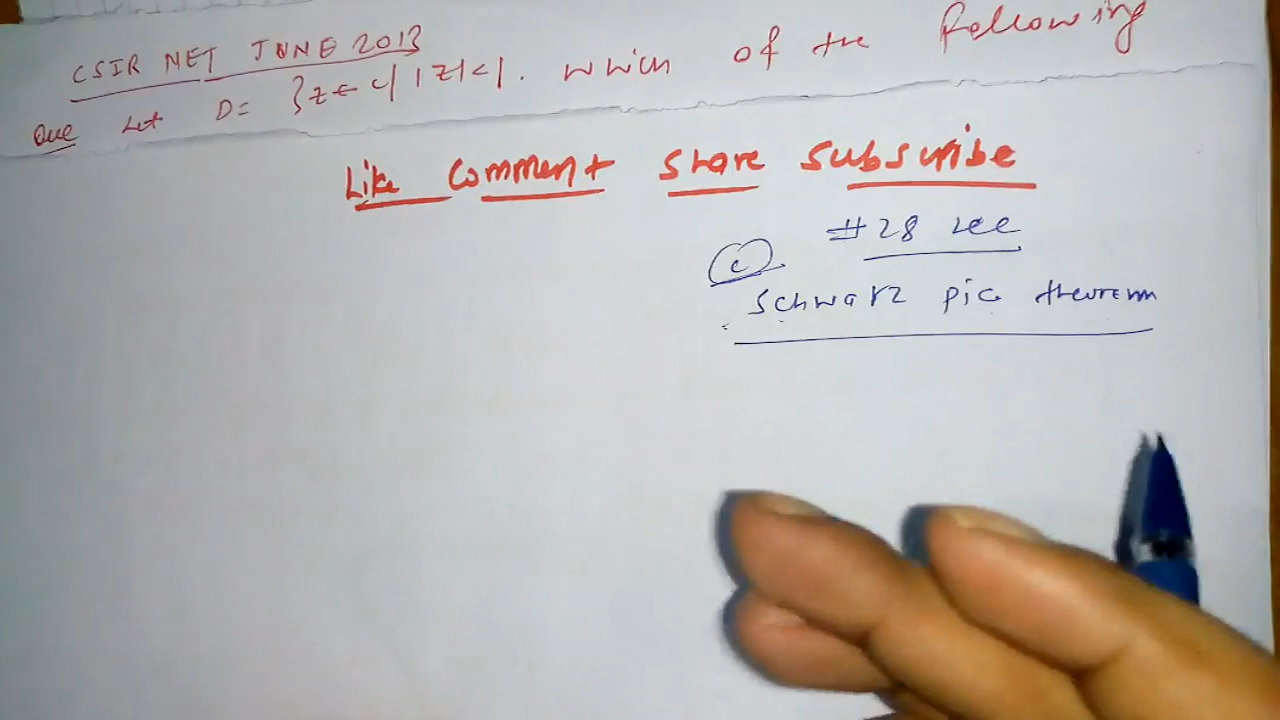 CSIR NET JUNE 2013
Que Let D= }z ∈ c/ |z|<1. which of the following
Like Comment Share Subscribe
#28 Lec
(c)
Schwarz pic theorem